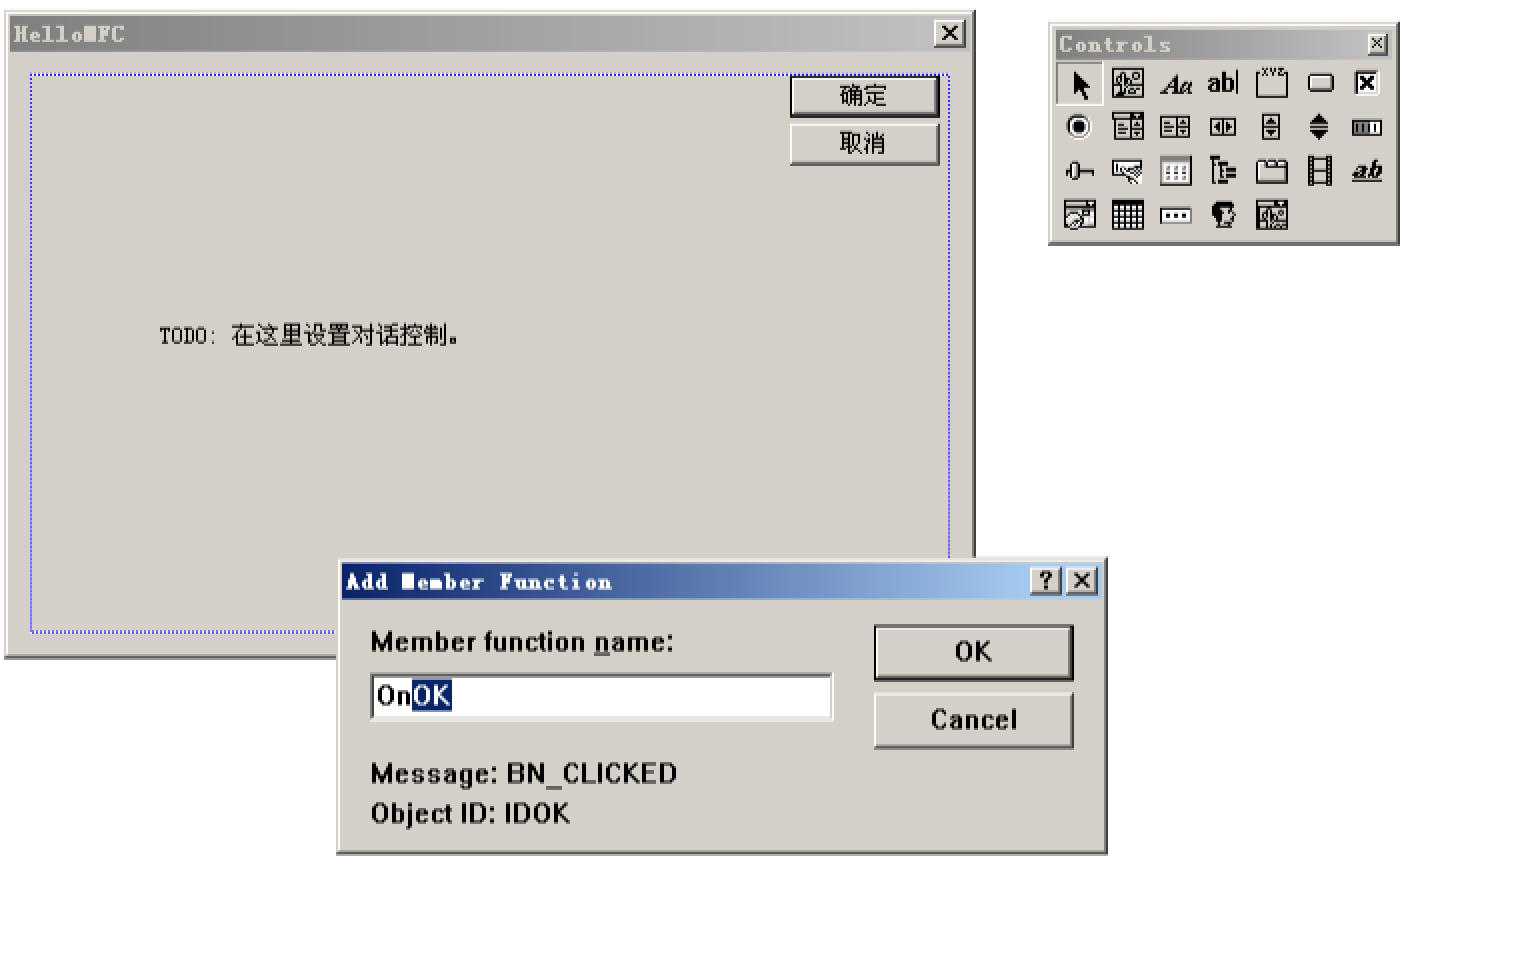 HelloMFC
确定
取消
TODO: 在这里设置对话控制。
Controls
Aa
ab
XYZ
ab
Add Member Function
Member function name:
OnOK
OK
Cancel
Message: BN_CLICKED
Object ID: IDOK